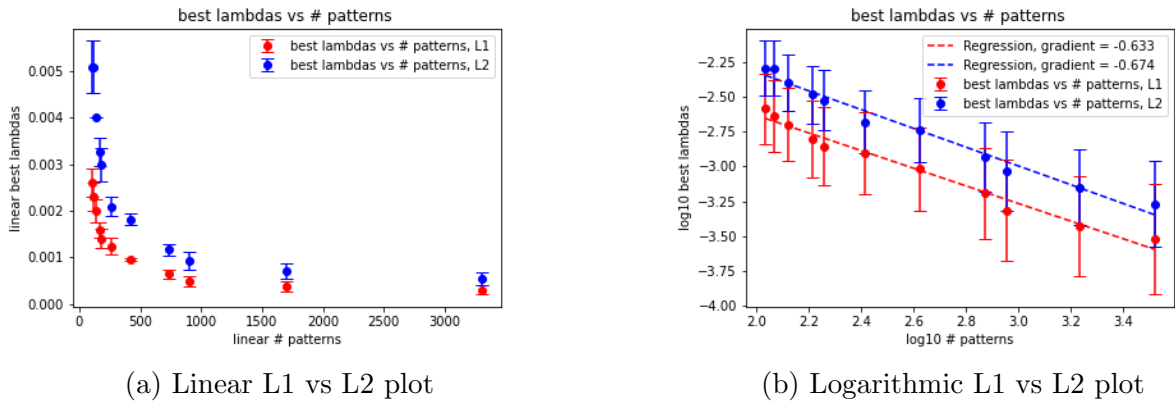 best lambdas vs # patterns
best lambdas vs # patterns, L1
best lambdas vs # patterns, L2
linear best lambdas
0.005
0.004
0.003
0.002
0.001
0.000
0
500
1000
1500
2000
2500
3000
linear # patterns
(a) Linear L1 vs L2 plot
best lambdas vs # patterns
Regression, gradient = -0.633
Regression, gradient = -0.674
best lambdas vs # patterns, L1
best lambdas vs # patterns, L2
log10 best lambdas
−2.25
−2.50
−2.75
−3.00
−3.25
−3.50
−3.75
−4.00
2.0
2.2
2.4
2.6
2.8
3.0
3.2
3.4
log10 # patterns
(b) Logarithmic L1 vs L2 plot